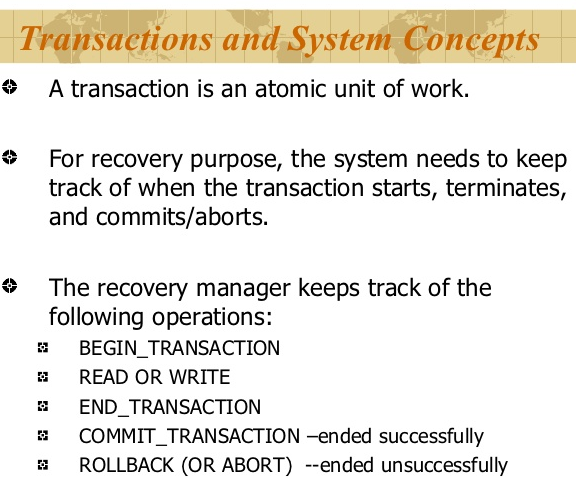 Transactions and System Concepts
A transaction is an atomic unit of work.
For recovery purpose, the system needs to keep
track of when the transaction starts, terminates,
and commits/aborts.
The recovery manager keeps track of the
following operations:
BEGIN_TRANSACTION
READ OR WRITE
END_TRANSACTION
COMMIT_TRANSACTION –ended successfully
ROLLBACK (OR ABORT)  --ended unsuccessfully